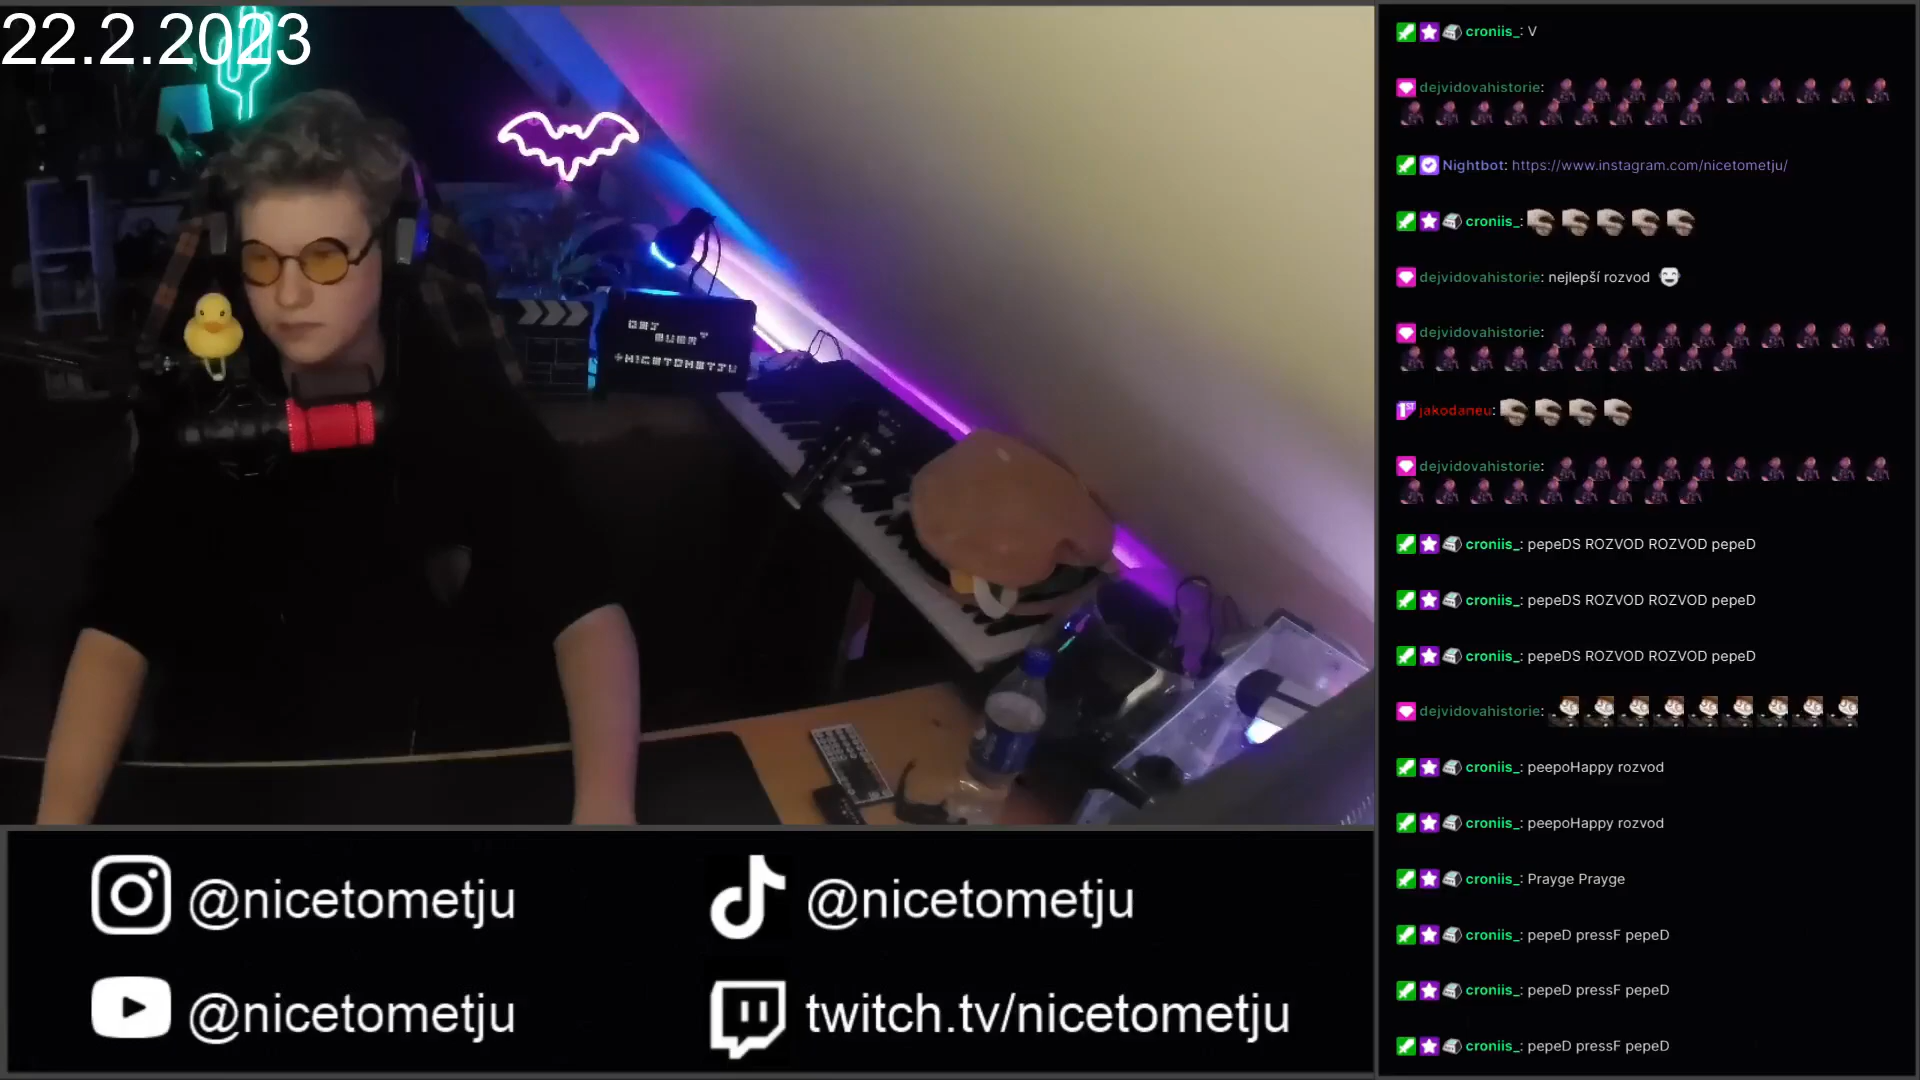 22.2.2023
+NICETOMETJU
@nicetometju
@nicetometju
@nicetometju
twitch.tv/nicetometju
croniis_: V
dejvidovahistorie:
Nightbot: https://www.instagram.com/nicetometju/
croniis_:
dejvidovahistorie: nejlepší rozvod
dejvidovahistorie:
1ST jakodaneu:
dejvidovahistorie:
croniis_: pepeDS ROZVOD ROZVOD pepeD
croniis_: pepeDS ROZVOD ROZVOD pepeD
croniis_: pepeDS ROZVOD ROZVOD pepeD
dejvidovahistorie:
croniis_: peepoHappy rozvod
croniis_: peepoHappy rozvod
croniis_: Prayge Prayge
croniis_: pepeD pressF pepeD
croniis_: pepeD pressF pepeD
croniis_: pepeD pressF pepeD